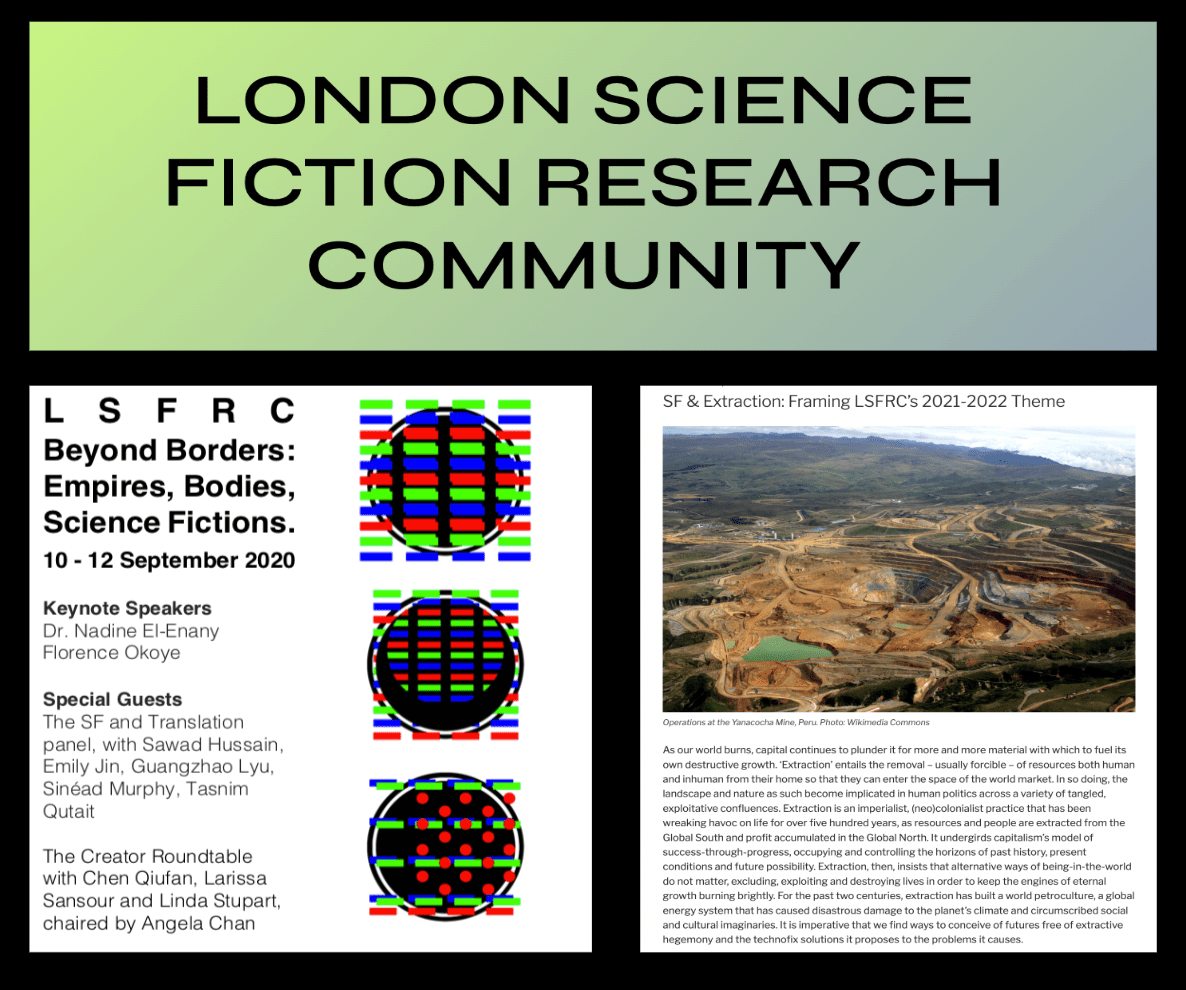 LONDON SCIENCE
FICTION RESEARCH
COMMUNITY
L S F R C
Beyond Borders:
Empires, Bodies,
Science Fictions.
10 - 12 September 2020
Keynote Speakers
Dr. Nadine El-Enany
Florence Okoye
Special Guests
The SF and Translation
panel, with Sawad Hussain,
Emily Jin, Guangzhao Lyu,
Sinéad Murphy, Tasnim
Qutait
The Creator Roundtable
with Chen Qiufan, Larissa
Sansour and Linda Stupart,
chaired by Angela Chan
SF & Extraction: Framing LSFRC’s 2021-2022 Theme
Operations at the Yanacocha Mine, Peru. Photo: Wikimedia Commons
As our world burns, capital continues to plunder it for more and more material with which to fuel its
own destructive growth. ‘Extraction’ entails the removal – usually forcible – of resources both human
and inhuman from their home so that they can enter the space of the world market. In so doing, the
landscape and nature as such become implicated in human politics across a variety of tangled,
exploitative confluences. Extraction is an imperialist, (neo)colonialist practice that has been
wreaking havoc on life for over five hundred years, as resources and people are extracted from the
Global South and profit accumulated in the Global North. It undergirds capitalism’s model of
success-through-progress, occupying and controlling the horizons of past history, present
conditions and future possibility. Extraction, then, insists that alternative ways of being-in-the-world
do not matter, excluding, exploiting and destroying lives in order to keep the engines of eternal
growth burning brightly. For the past two centuries, extraction has built a world petroculture, a global
energy system that has caused disastrous damage to the planet’s climate and circumscribed social
and cultural imaginaries. It is imperative that we find ways to conceive of futures free of extractive
hegemony and the technofix solutions it proposes to the problems it causes.